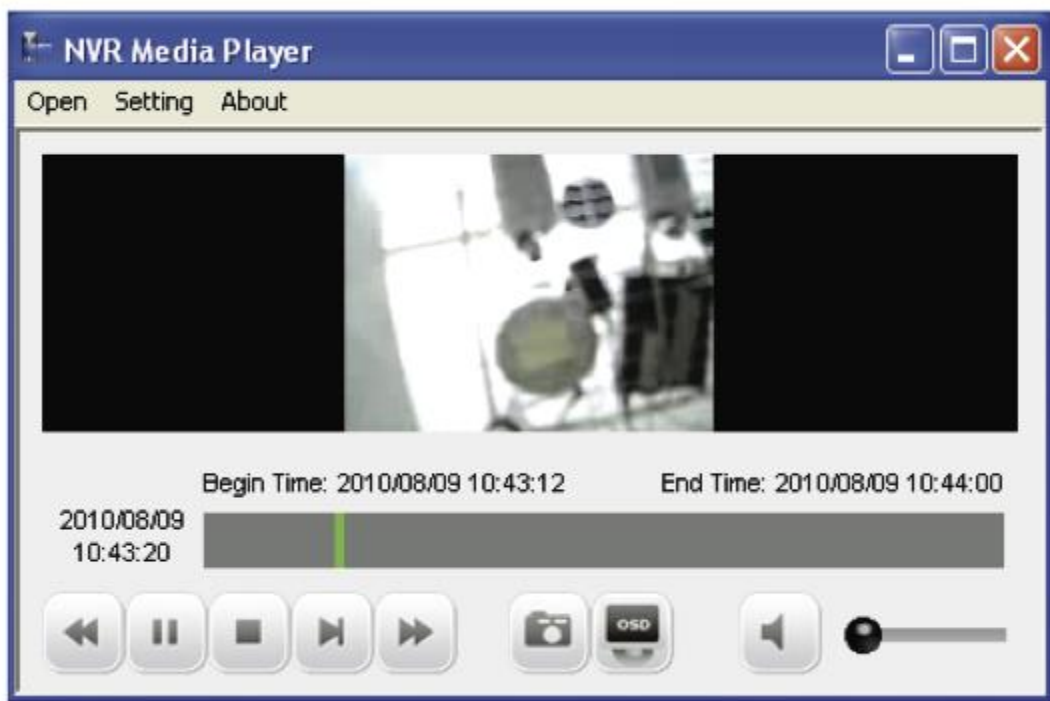 NVR Media Player
Open Setting About
Begin Time: 2010/08/09 10:43:12 End Time: 2010/08/09 10:44:00
2010/08/09
10:43:20
OSD